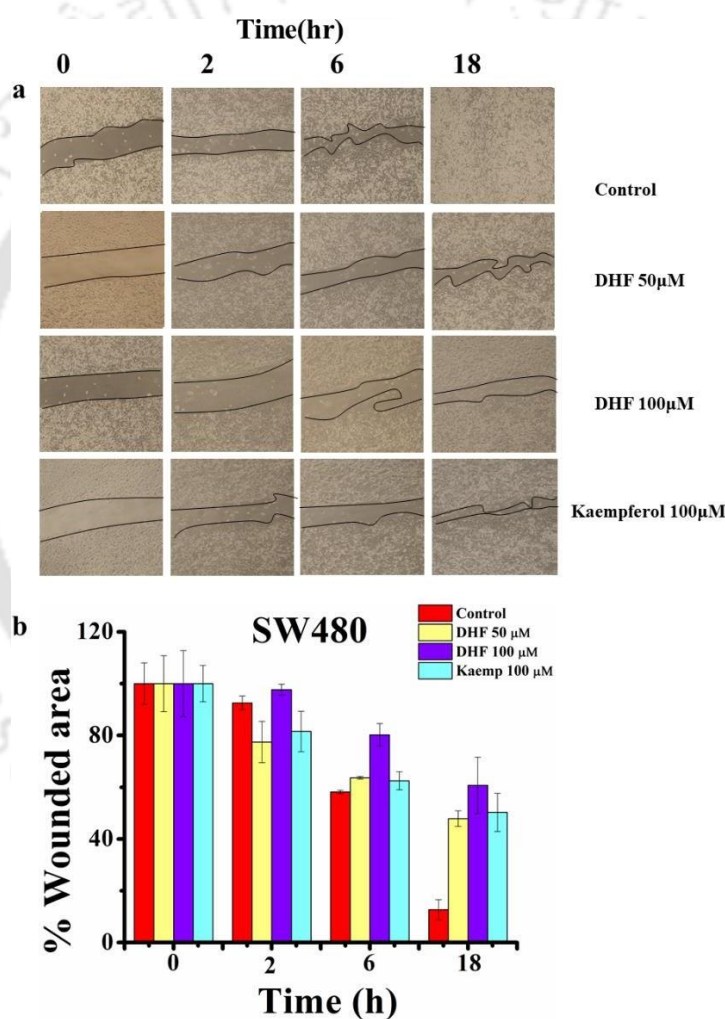 Time(hr)
0 2 6 18
a
Control
DHF 50μM
DHF 100μM
Kaempferol 100μM
b
SW480
Control
DHF 50 μM
DHF 100 μM
Kaemp 100 μM
120
80
40
0
% Wounded area
0 2 6 18
Time (h)